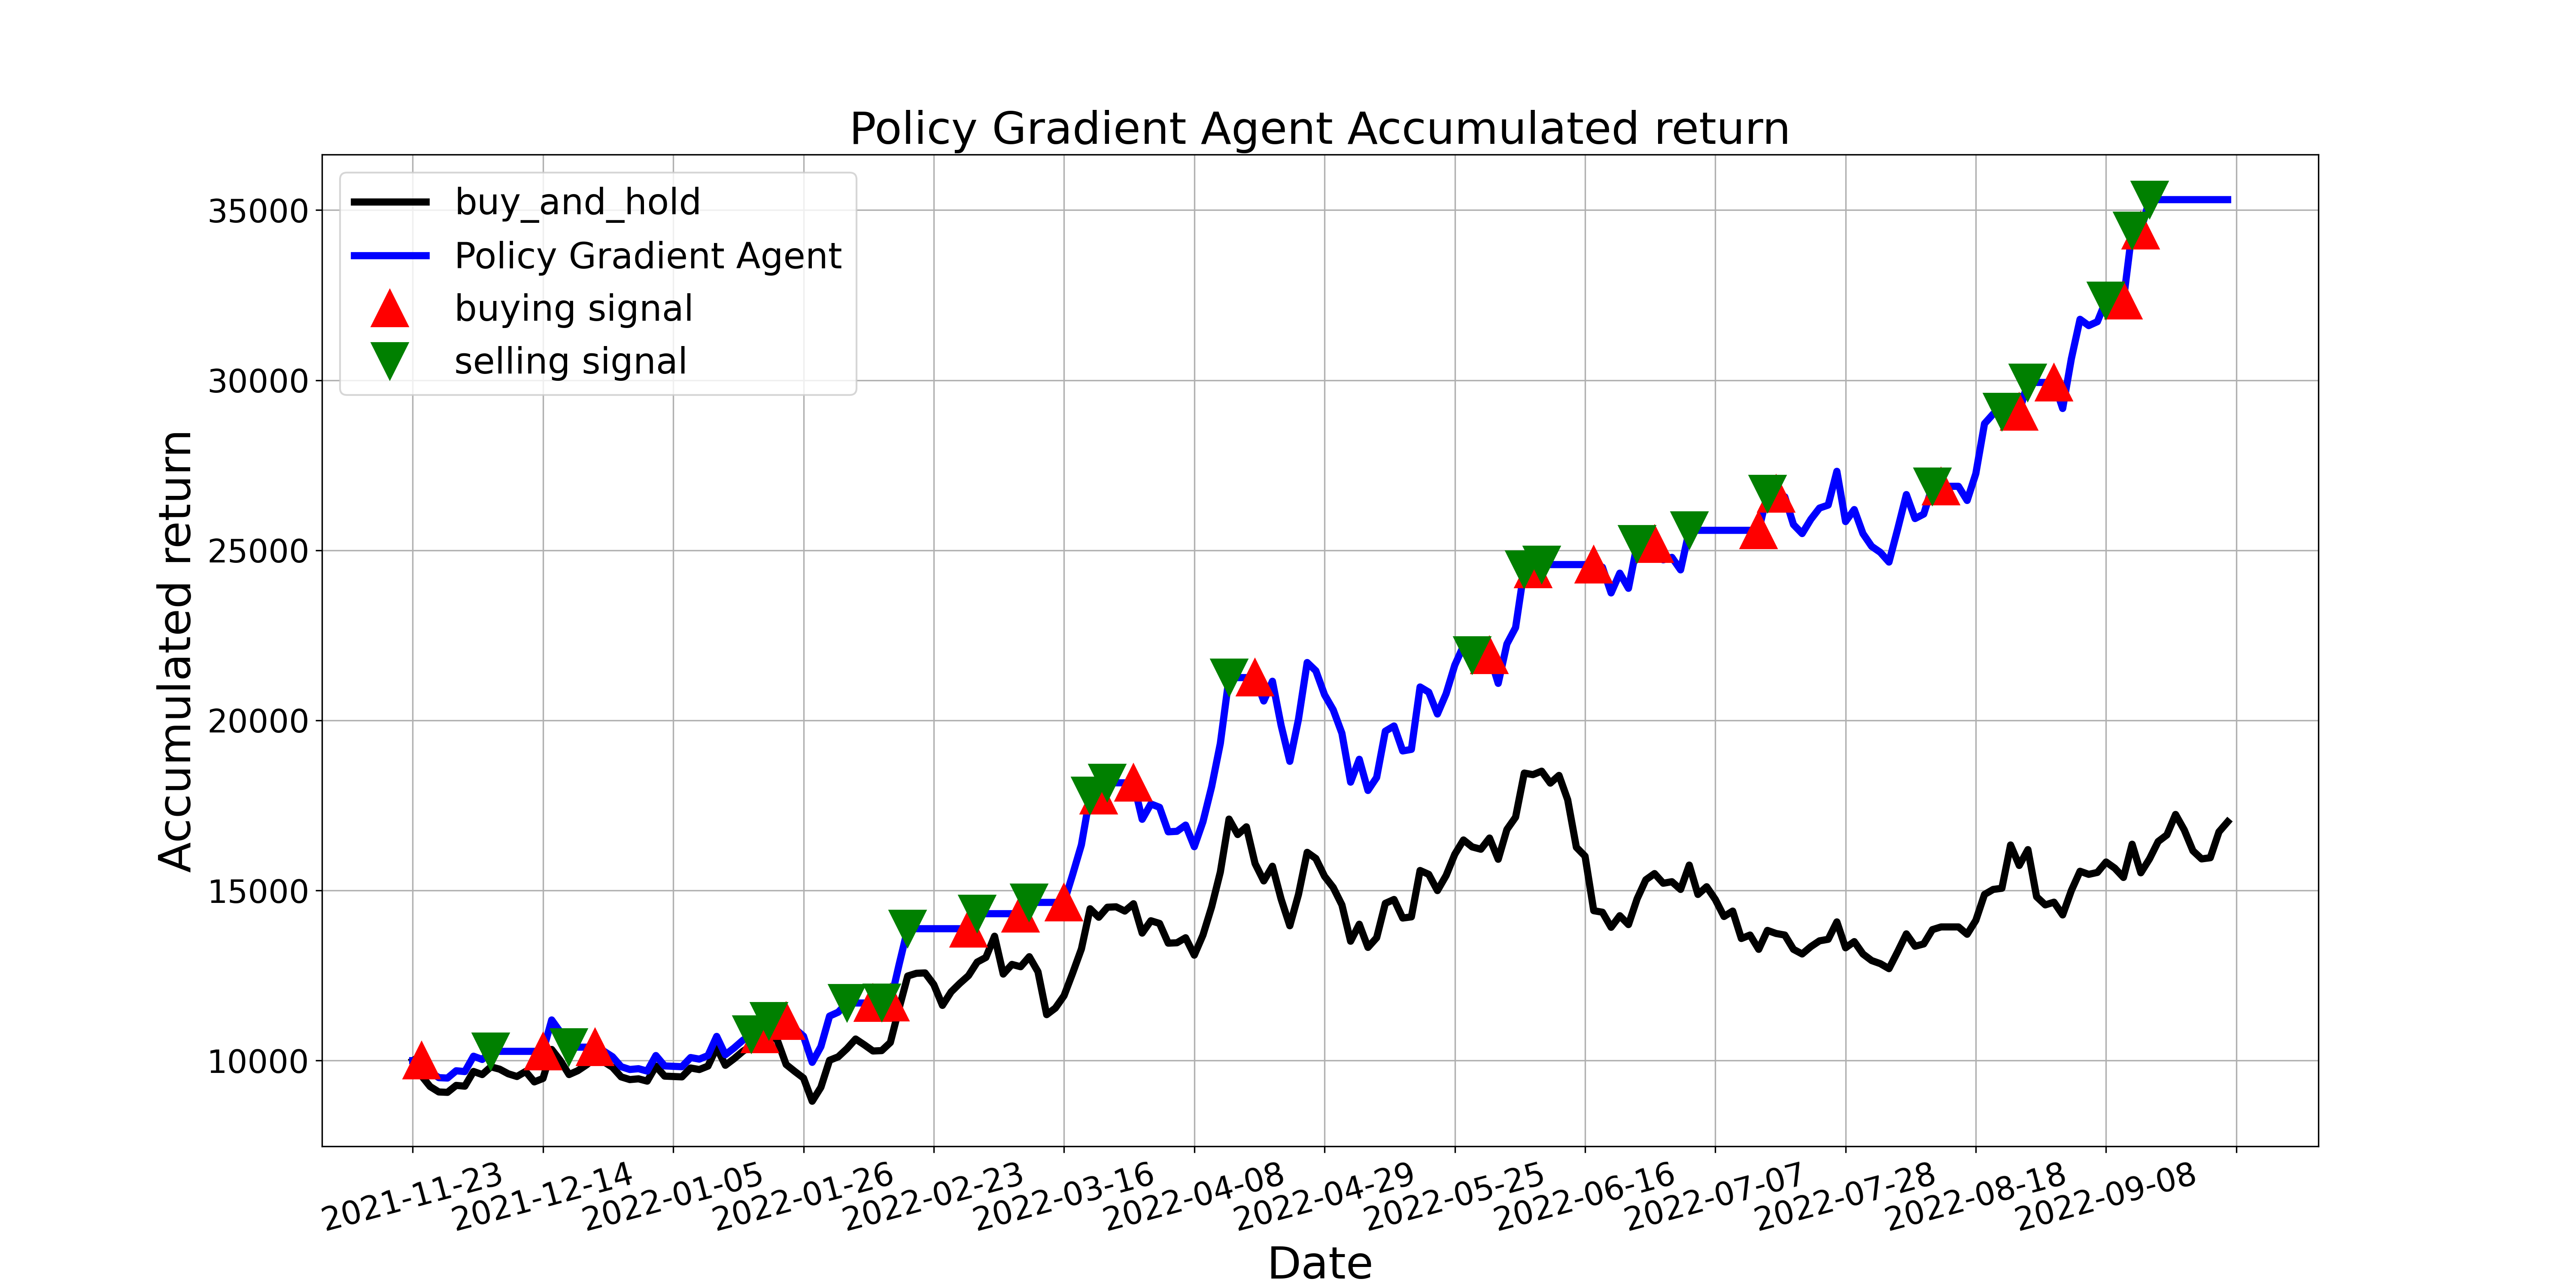 Policy Gradient Agent Accumulated return
buy_and_hold
Policy Gradient Agent
buying signal
selling signal
Accumulated return
35000
30000
25000
20000
15000
10000
2021-11-23
2021-12-14
2022-01-05
2022-01-26
2022-02-23
2022-03-16
2022-04-08
2022-04-29
2022-05-25
2022-06-16
2022-07-07
2022-07-28
2022-08-18
2022-09-08
Date